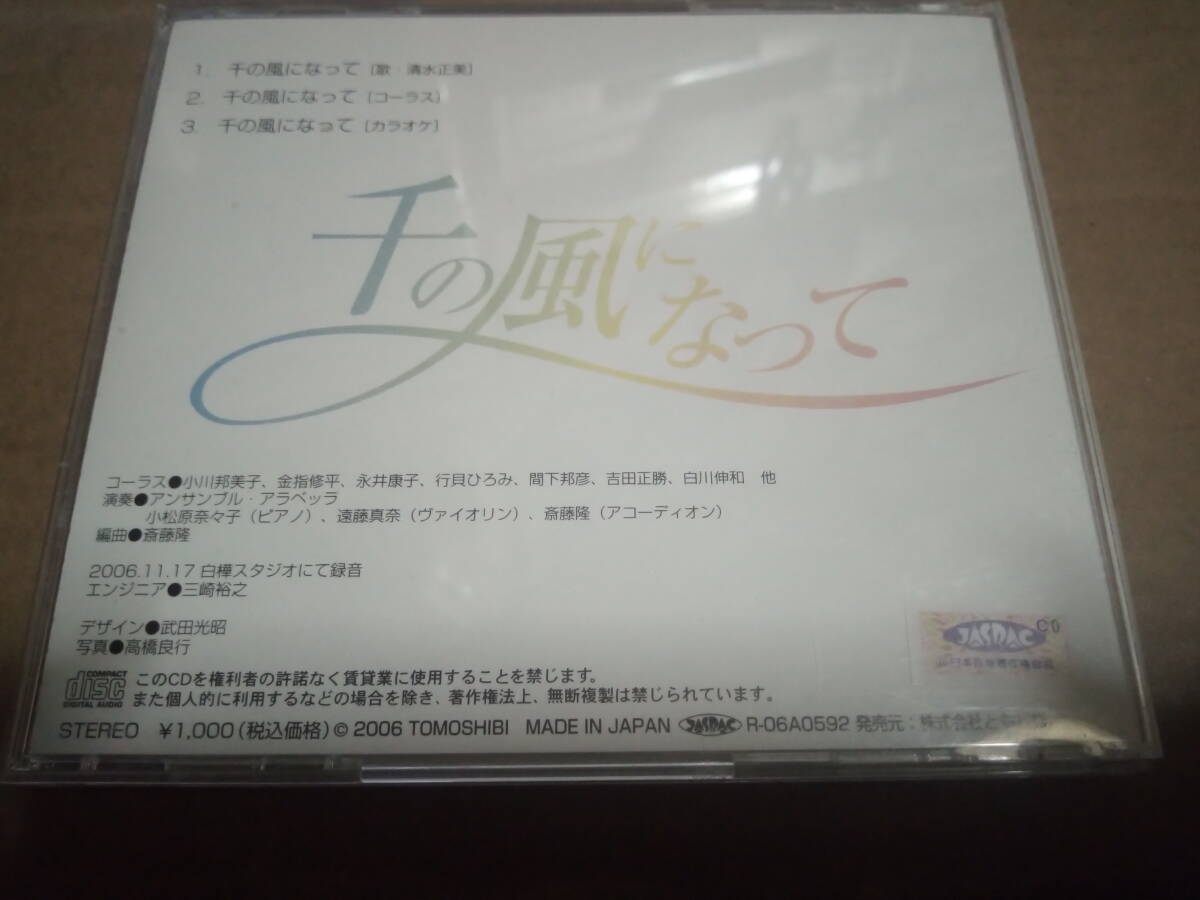 1. 千の風になって [歌・清水正美]
2. 千の風になって [コーラス]
3. 千の風になって [カラオケ]
千の風になって
コーラス●小川邦美子、金指修平、永井康子、行貝ひろみ、間下邦彦、吉田正勝、白川伸和 他
演奏●アンサンブル・アラベッラ
小松原奈々子(ピアノ)、遠藤真奈(ヴァイオリン)、斎藤隆(アコーディオン)
編曲●斎藤隆
2006.11.17 白樺スタジオにて録音
エンジニア●三崎裕之
デザイン●武田光昭
写真●高橋良行
JASRAC CO
COMPACT disc DIGITAL AUDIO
このCDを権利者の許諾なく賃貸業に使用することを禁じます。
また個人的に利用するなどの場合を除き、著作権法上、無断複製は禁じられています。
STEREO ¥1,000(税込価格) © 2006 TOMOSHIBI MADE IN JAPAN JASRAC R-06A0592 発売元:株式会社